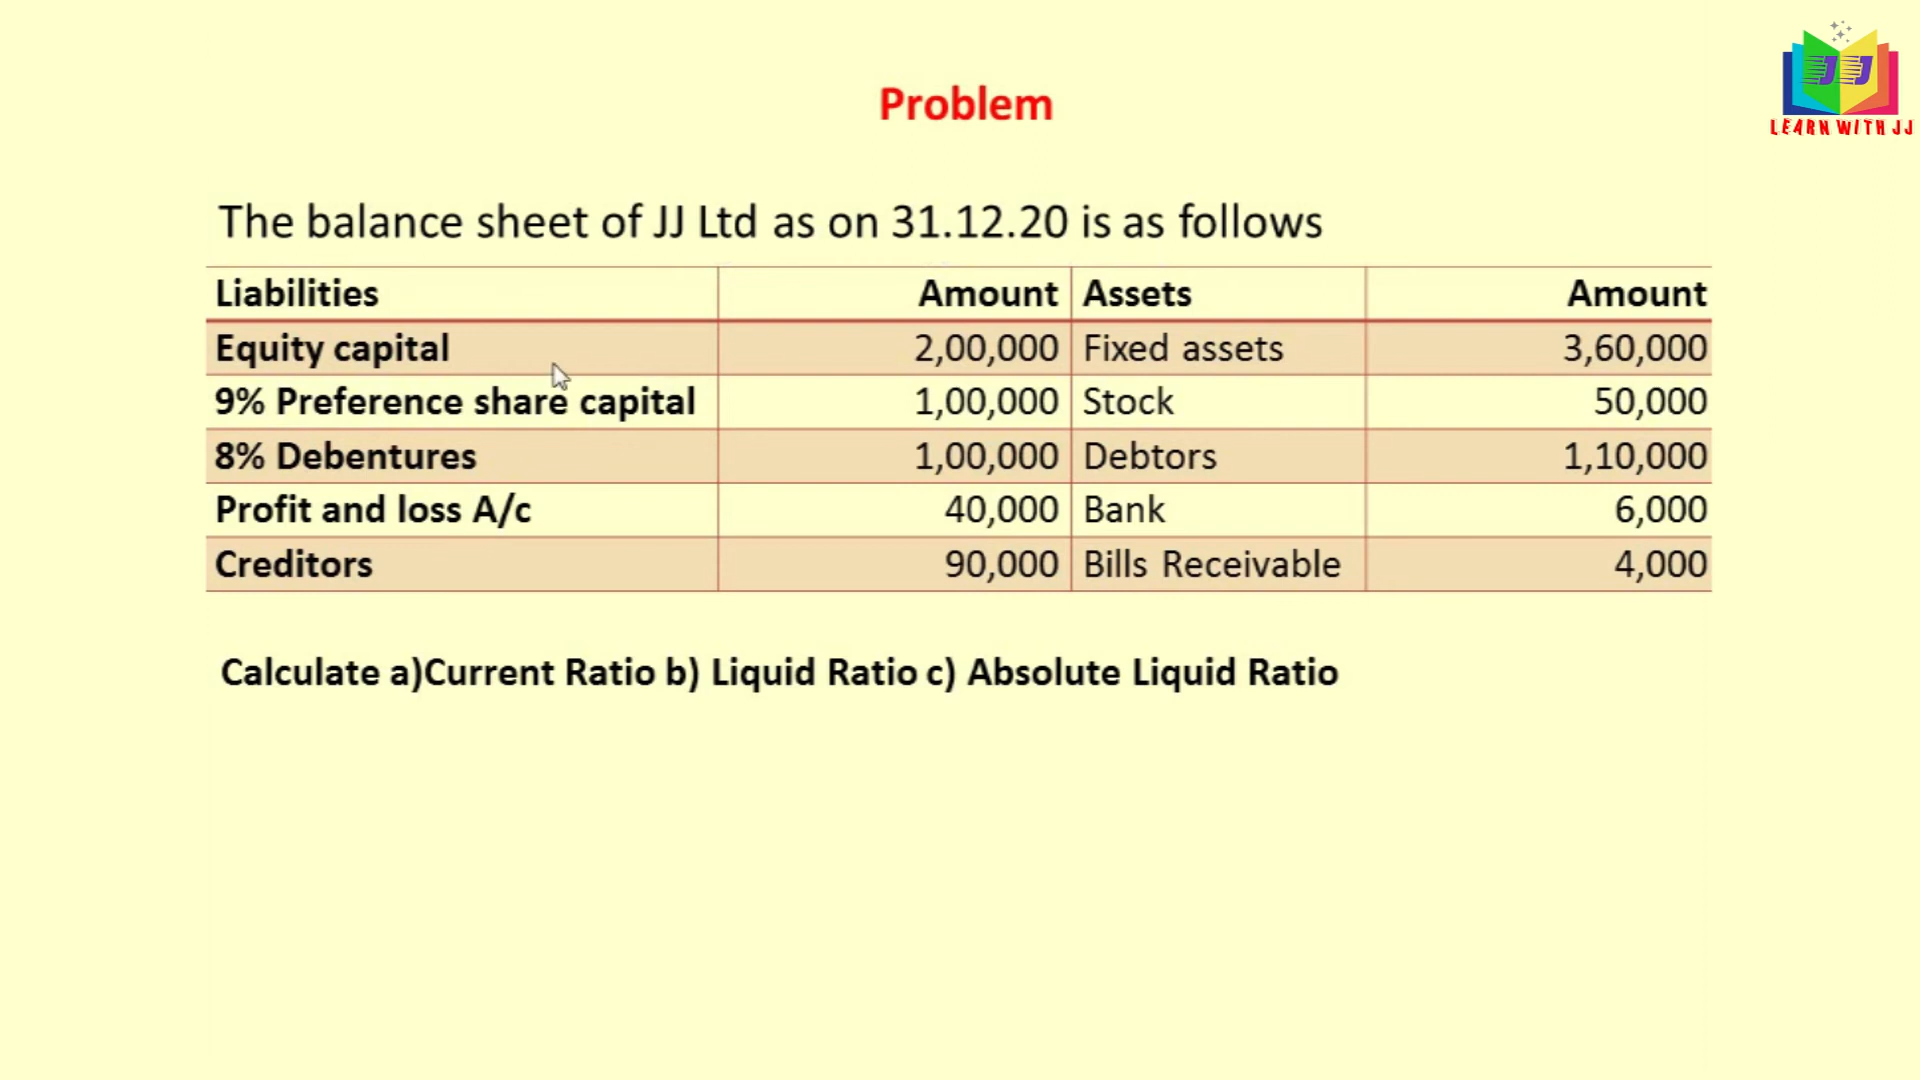 LEARN WITH JJ
Problem
The balance sheet of JJ Ltd as on 31.12.20 is as follows
Liabilities Amount Assets Amount
Equity capital 2,00,000 Fixed assets 3,60,000
9% Preference share capital 1,00,000 Stock 50,000
8% Debentures 1,00,000 Debtors 1,10,000
Profit and loss A/c 40,000 Bank 6,000
Creditors 90,000 Bills Receivable 4,000
Calculate a)Current Ratio b) Liquid Ratio c) Absolute Liquid Ratio